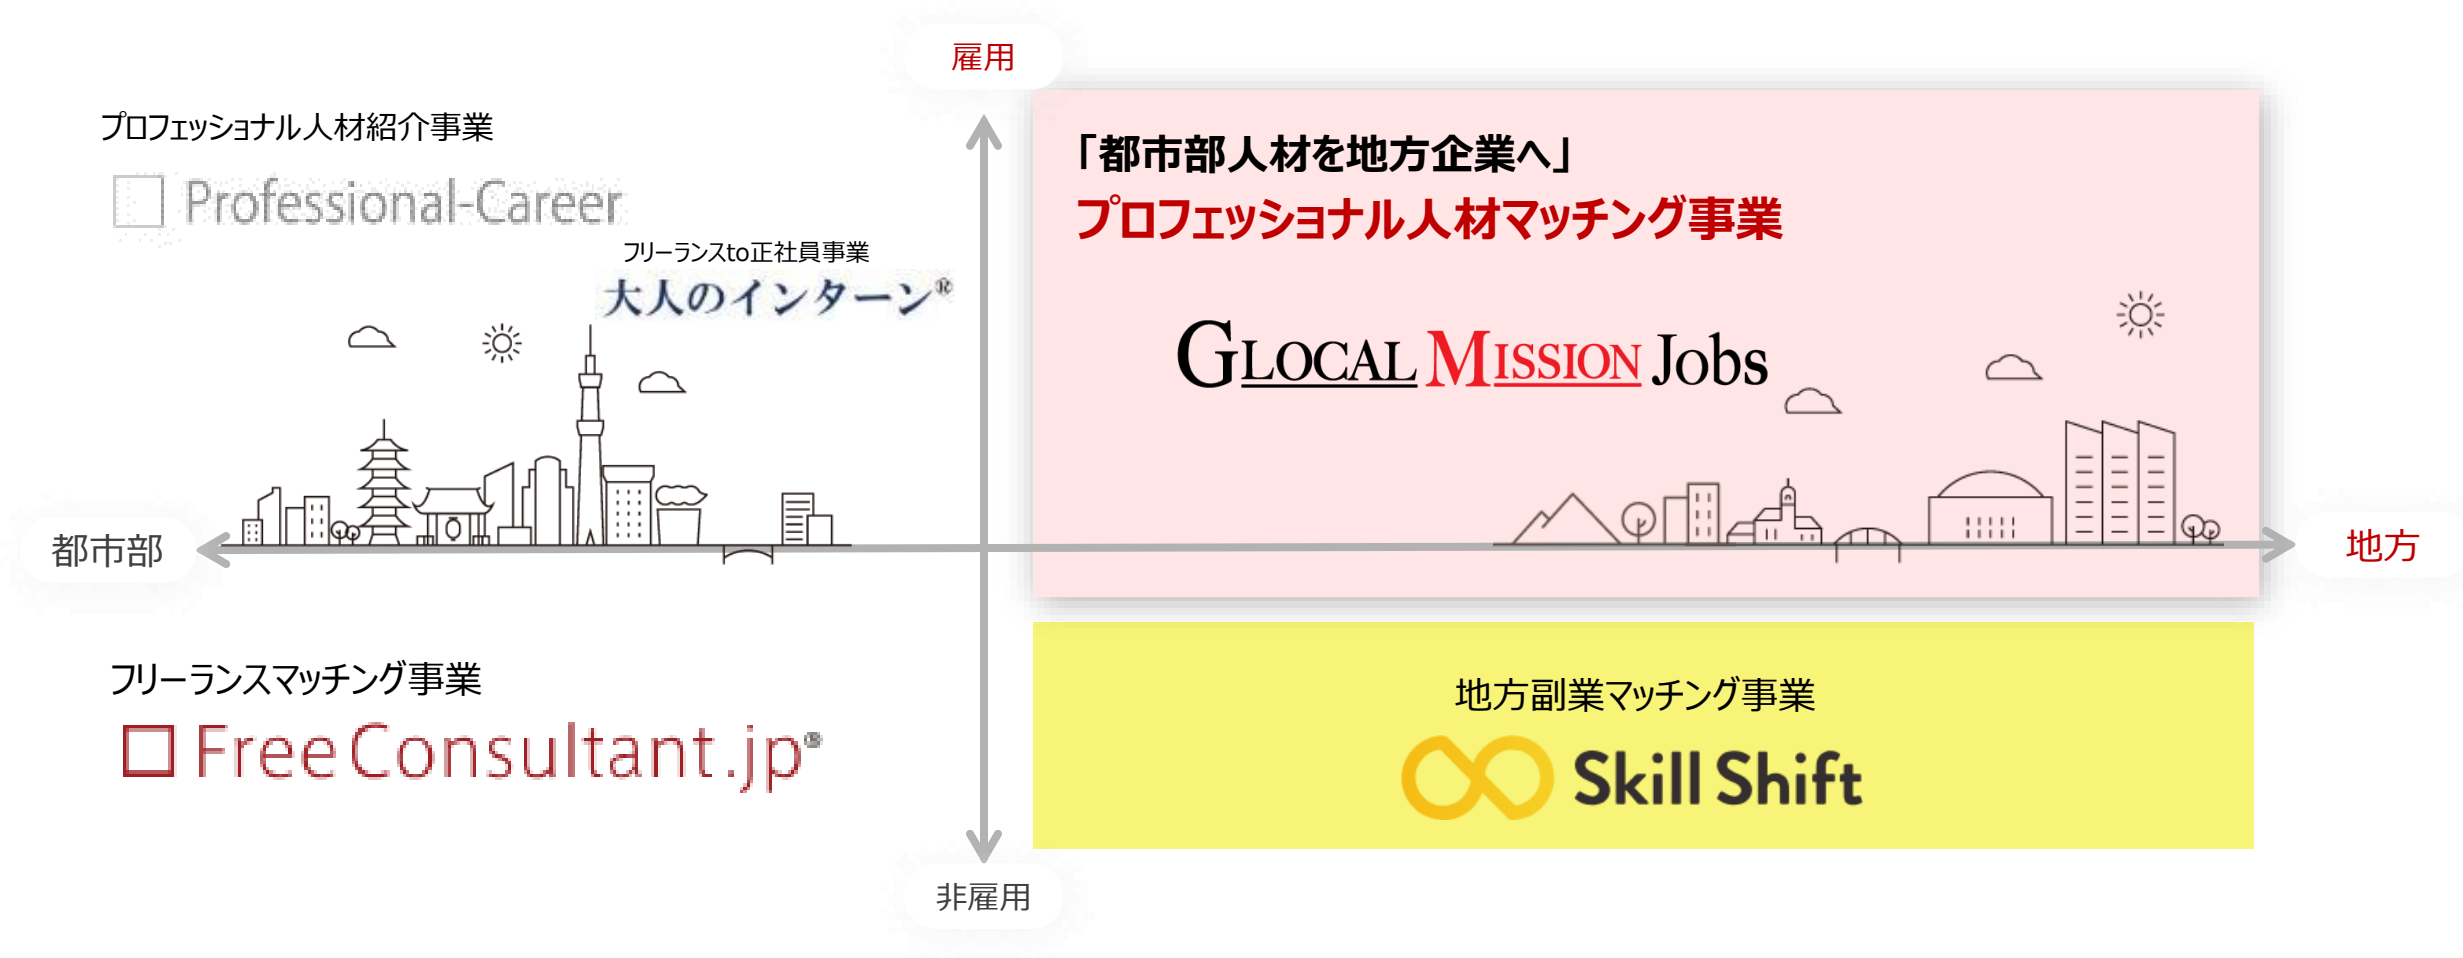 雇用
プロフェッショナル人材紹介事業
Professional-Career
フリーランスto正社員事業
大人のインターン®
「都市部人材を地方企業へ」
プロフェッショナル人材マッチング事業
GLOCAL MISSION Jobs
都市部
地方
フリーランスマッチング事業
FreeConsultant.jp®
地方副業マッチング事業
Skill Shift
非雇用